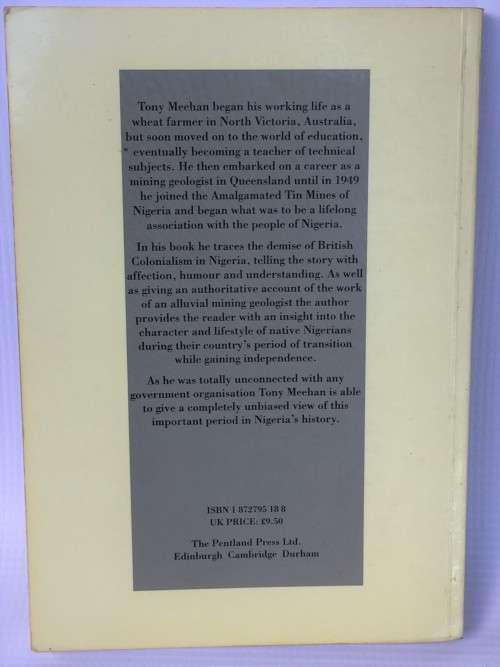 Tony Meehan began his working life as a
wheat farmer in North Victoria, Australia,
but soon moved on to the world of education,
eventually becoming a teacher of technical
subjects. He then embarked on a career as a
mining geologist in Queensland until in 1949
he joined the Amalgamated Tin Mines of
Nigeria and began what was to be a lifelong
association with the people of Nigeria.
In his book he traces the demise of British
Colonialism in Nigeria, telling the story with
affection, humour and understanding. As well
as giving an authoritative account of the work
of an alluvial mining geologist the author
provides the reader with an insight into the
character and lifestyle of native Nigerians
during their country's period of transition
while gaining independence.
As he was totally unconnected with any
government organisation Tony Meehan is able
to give a completely unbiased view of this
important period in Nigeria's history.
ISBN 1 872795 18 8
UK PRICE: £9.50
The Pentland Press Ltd.
Edinburgh Cambridge Durham